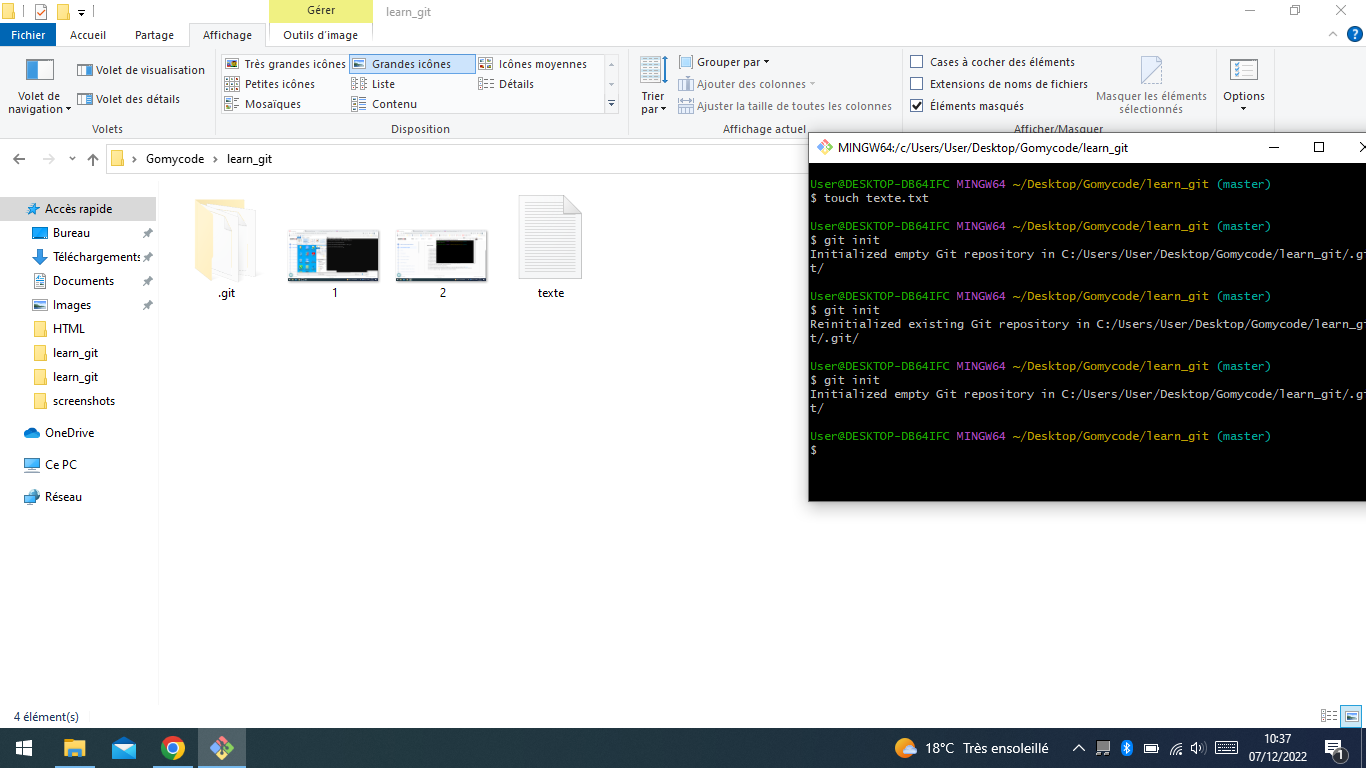 Gérer
learn_git
Fichier
Accueil
Partage
Affichage
Outils d'image
Volet de navigation
Volet de visualisation
Volet des détails
Volets
Très grandes icônes
Grandes icônes
Icônes moyennes
Petites icônes
Liste
Détails
Mosaïques
Contenu
Disposition
Trier par
Grouper par
Ajouter des colonnes
Ajuster la taille de toutes les colonnes
Affichage actuel
Cases à cocher des éléments
Extensions de noms de fichiers
Éléments masqués
Masquer les éléments sélectionnés
Afficher/Masquer
Options
Gomycode > learn_git
Accès rapide
Bureau
Téléchargements
Documents
Images
HTML
learn_git
learn_git
screenshots
OneDrive
Ce PC
Réseau
.git
1
2
texte
MINGW64:/c/Users/User/Desktop/Gomycode/learn_git
User@DESKTOP-DB64IFC MINGW64 ~/Desktop/Gomycode/learn_git (master)
$ touch texte.txt
User@DESKTOP-DB64IFC MINGW64 ~/Desktop/Gomycode/learn_git (master)
$ git init
Initialized empty Git repository in C:/Users/User/Desktop/Gomycode/learn_git/.gi
t/
User@DESKTOP-DB64IFC MINGW64 ~/Desktop/Gomycode/learn_git (master)
$ git init
Reinitialized existing Git repository in C:/Users/User/Desktop/Gomycode/learn_gi
t/.git/
User@DESKTOP-DB64IFC MINGW64 ~/Desktop/Gomycode/learn_git (master)
$ git init
Initialized empty Git repository in C:/Users/User/Desktop/Gomycode/learn_git/.gi
t/
User@DESKTOP-DB64IFC MINGW64 ~/Desktop/Gomycode/learn_git (master)
$
4 élément(s)
18°C Très ensoleillé
10:37
07/12/2022
1